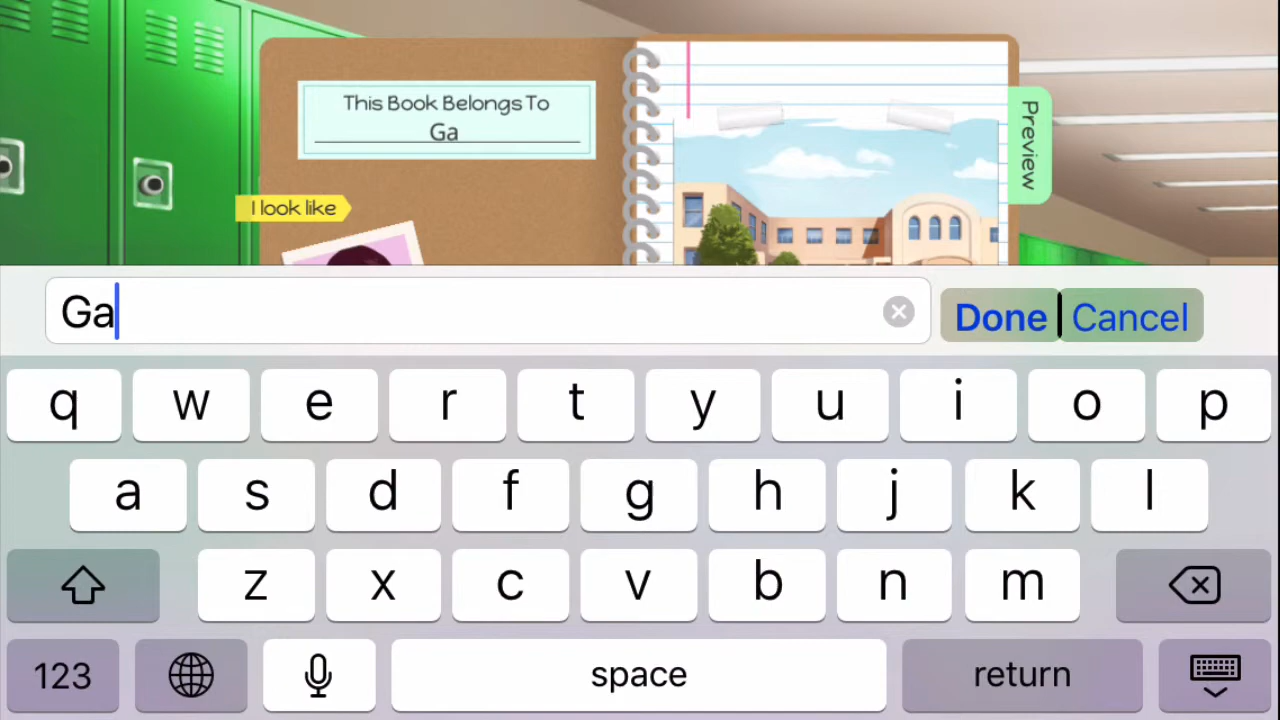 This Book Belongs To
Ga
Preview
I look like
Ga
Done Cancel
q w e r t y u i o p
a s d f g h j k l
z x c v b n m
123 space return